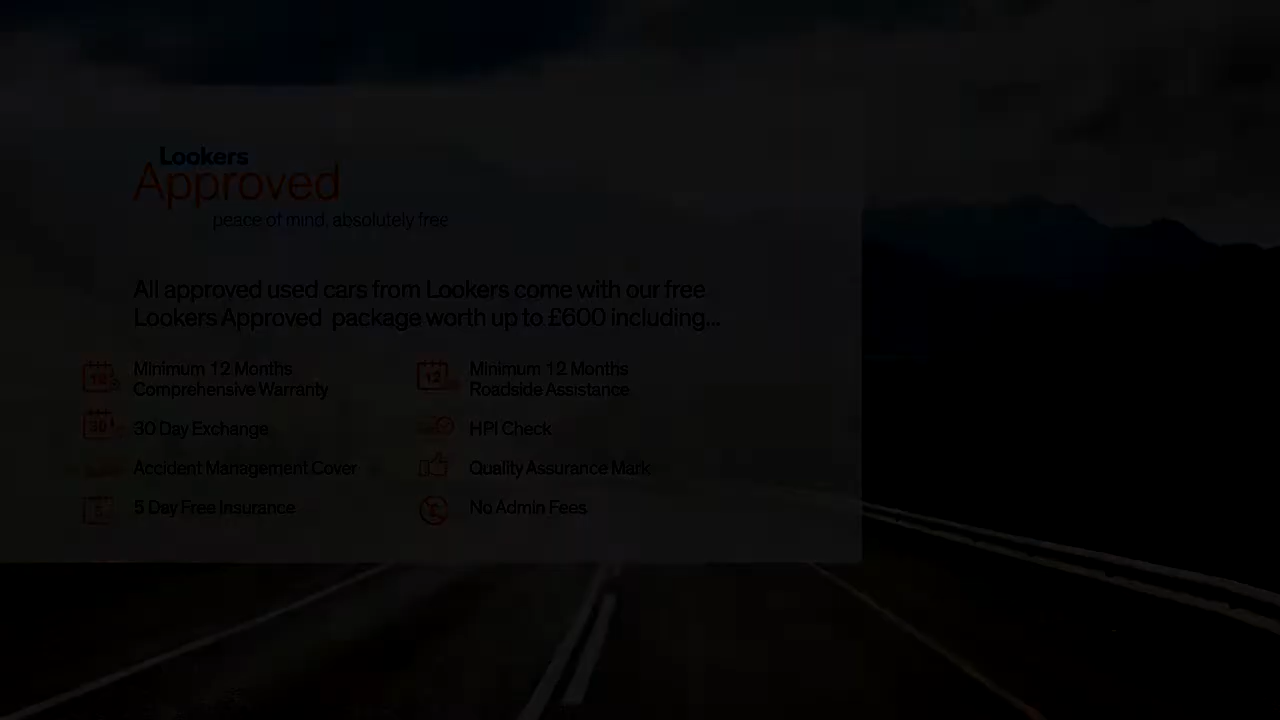 Lookers
Approved
peace of mind, absolutely free
All approved used cars from Lookers come with our free
Lookers Approved package worth up to £600 including...
Minimum 12 Months
Comprehensive Warranty
Minimum 12 Months
Roadside Assistance
30 Day Exchange
HPI Check
Accident Management Cover
Quality Assurance Mark
5 Day Free Insurance
No Admin Fees